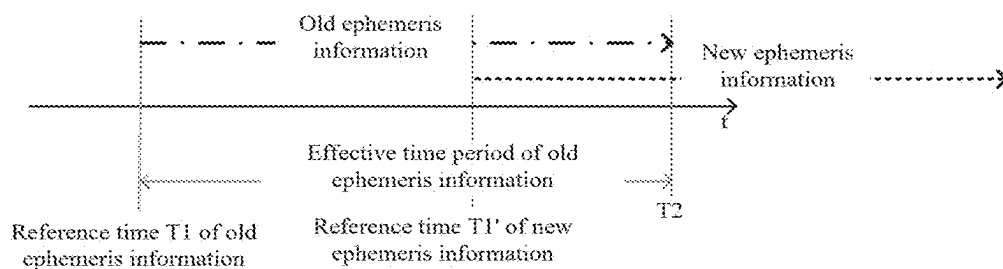 Old ephemeris
information
New ephemeris
information
t
Effective time period of old
ephemeris information
T2
Reference time T1 of old
ephemeris information
Reference time T1' of new
ephemeris information